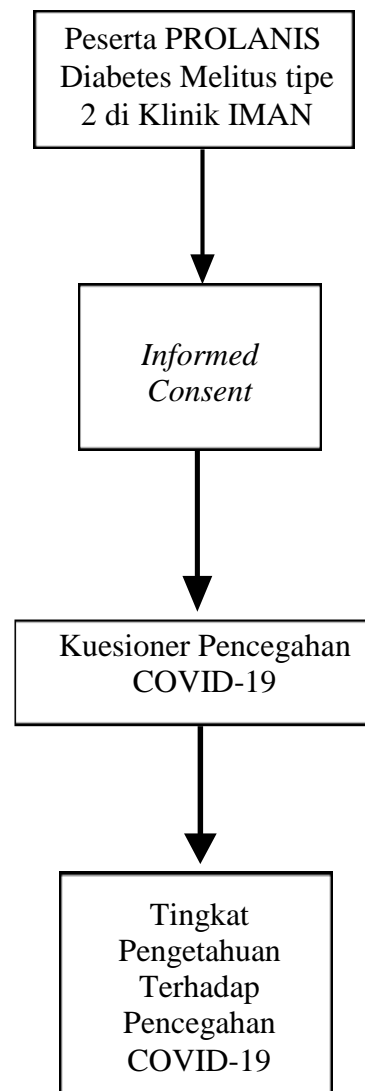 Peserta PROLANIS
Diabetes Melitus tipe
2 di Klinik IMAN
Informed
Consent
Kuesioner Pencegahan
COVID-19
Tingkat
Pengetahuan
Terhadap
Pencegahan
COVID-19